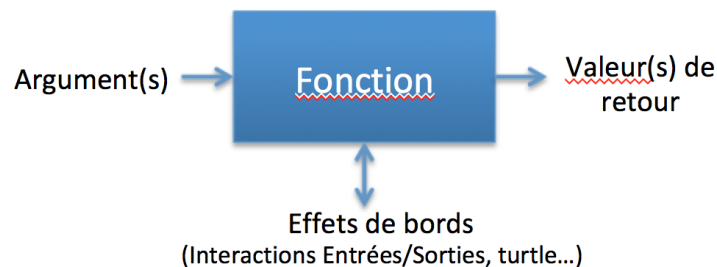 Argument(s)
Fonction
Valeur(s) de
retour
Effets de bords
(Interactions Entrées/Sorties, turtle...)